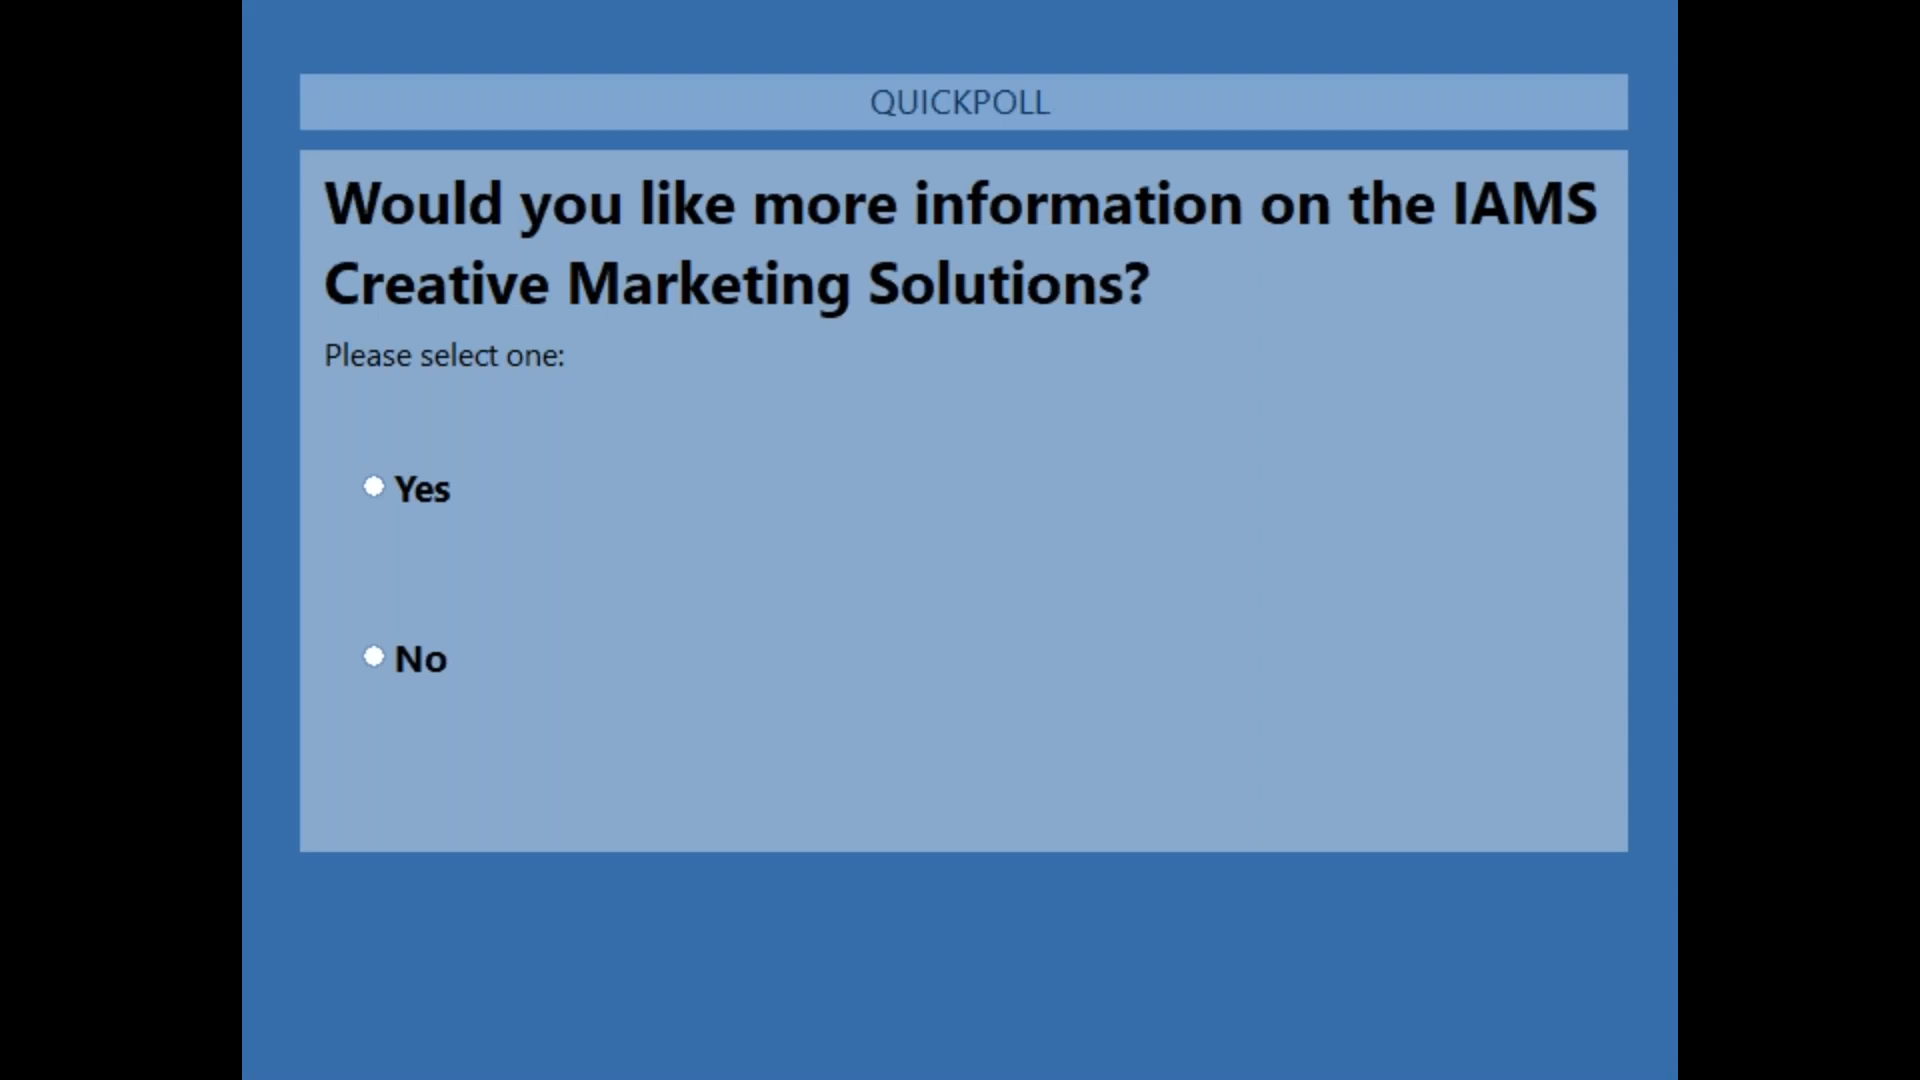 QUICKPOLL
Would you like more information on the IAMS
Creative Marketing Solutions?
Please select one:
Yes
No